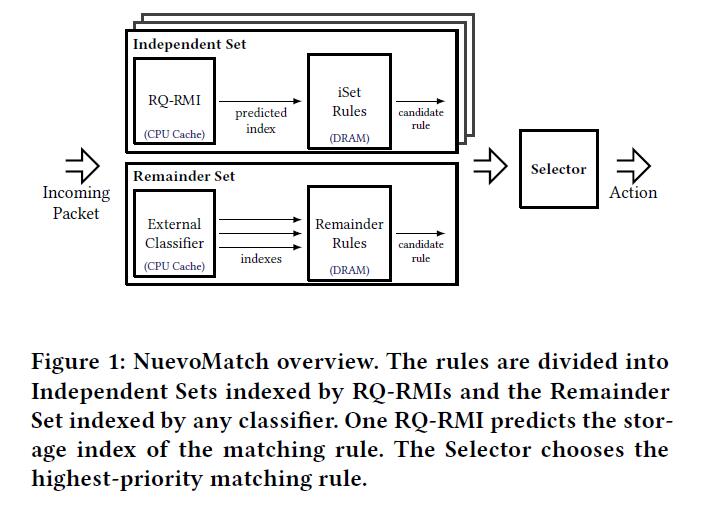 Independent Set
RQ-RMI
(CPU Cache)
predicted
index
iSet
Rules
(DRAM)
candidate
rule
Incoming
Packet
Remainder Set
External
Classifier
(CPU Cache)
indexes
Remainder
Rules
(DRAM)
candidate
rule
Selector
Action
Figure 1: NuevoMatch overview. The rules are divided into
Independent Sets indexed by RQ-RMIs and the Remainder
Set indexed by any classifier. One RQ-RMI predicts the stor-
age index of the matching rule. The Selector chooses the
highest-priority matching rule.